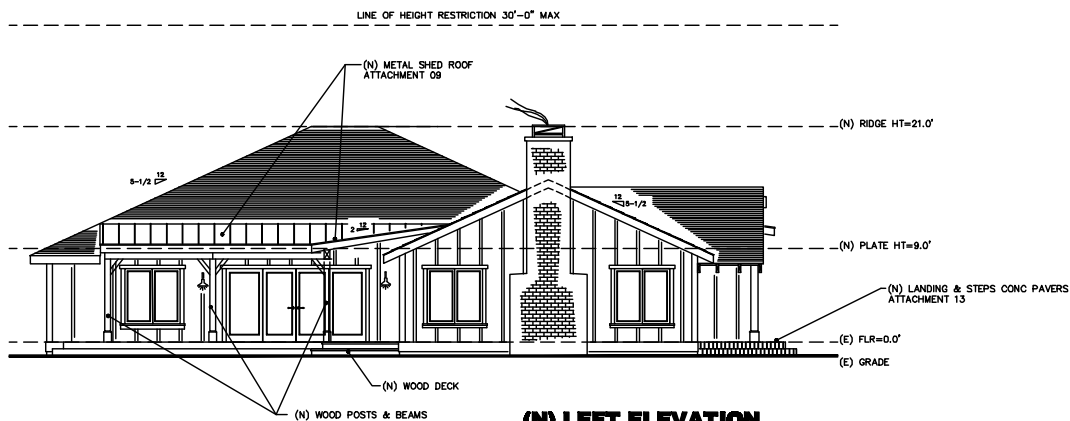 LINE OF HEIGHT RESTRICTION 30'-0" MAX
(N) METAL SHED ROOF
ATTACHMENT 09
(N) RIDGE HT=21.0'
12
5-1/2
12
5-1/2
12
2
(N) PLATE HT=9.0'
(N) LANDING & STEPS CONC PAVERS
ATTACHMENT 13
(E) FLR=0.0'
(E) GRADE
(N) WOOD DECK
(N) WOOD POSTS & BEAMS
(N) LEFT ELEVATION